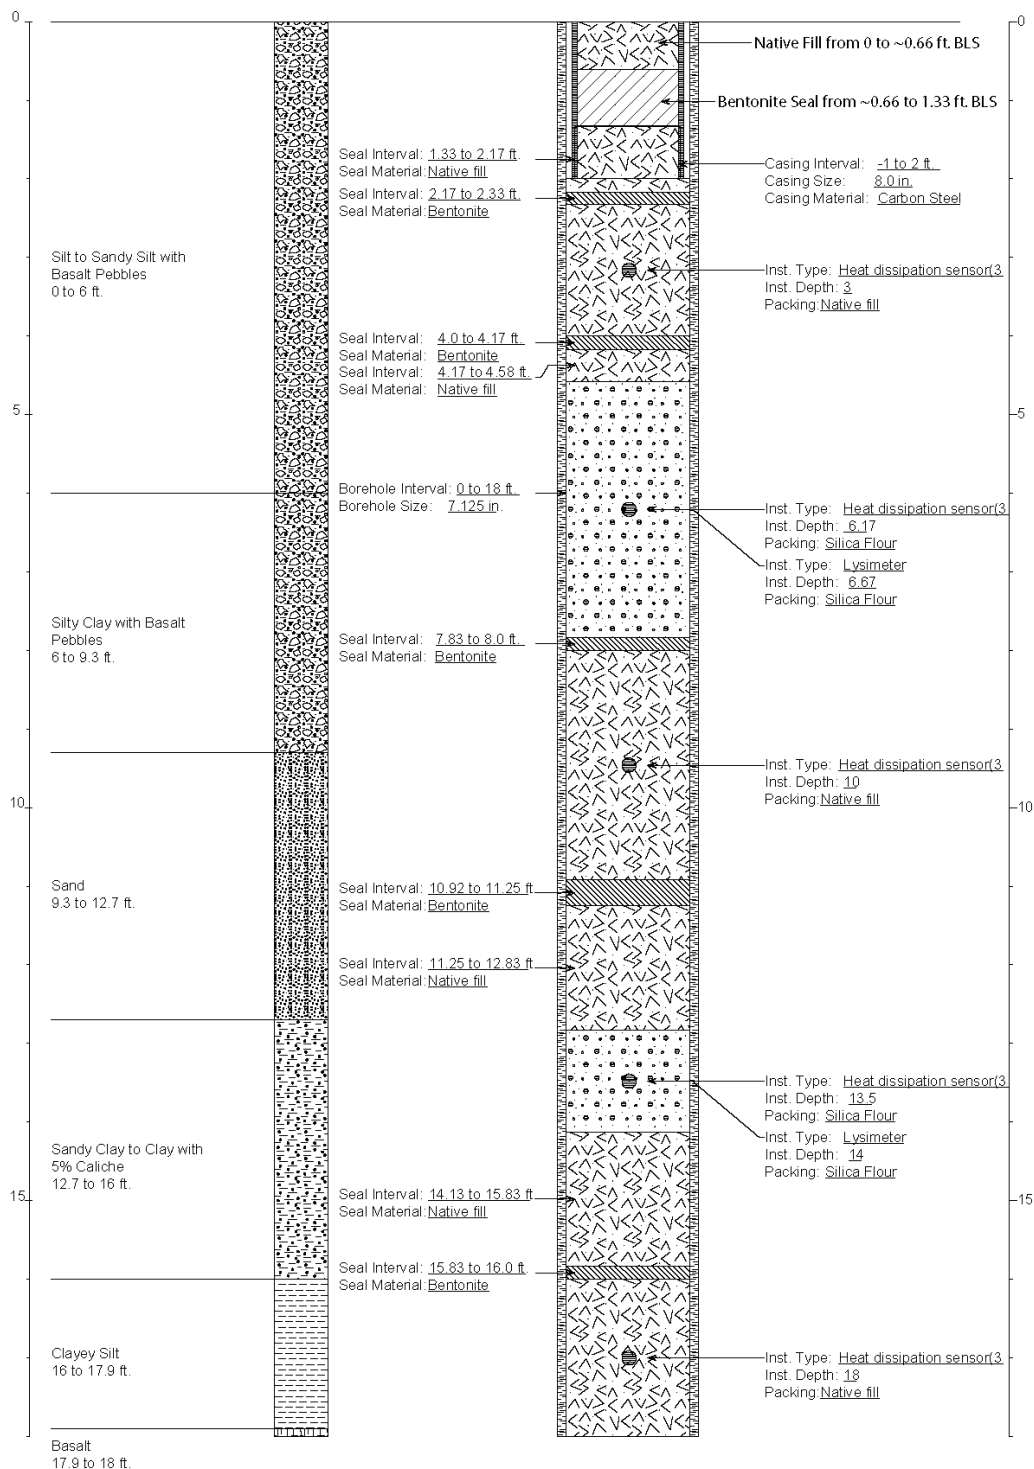 0
0
Native Fill from 0 to ~0.66 ft. BLS
Bentonite Seal from ~0.66 to 1.33 ft. BLS
Seal Interval: 1.33 to 2.17 ft.
Seal Material: Native fill
Casing Interval: -1 to 2 ft.
Casing Size: 8.0 in.
Casing Material: Carbon Steel
Seal Interval: 2.17 to 2.33 ft.
Seal Material: Bentonite
Silt to Sandy Silt with
Basalt Pebbles
0 to 6 ft.
Inst. Type: Heat dissipation sensor(3
Inst. Depth: 3
Packing: Native fill
Seal Interval: 4.0 to 4.17 ft.
Seal Material: Bentonite
Seal Interval: 4.17 to 4.58 ft.
Seal Material: Native fill
5
5
Borehole Interval: 0 to 18 ft.
Borehole Size: 7.125 in.
Inst. Type: Heat dissipation sensor(3
Inst. Depth: 6.17
Packing: Silica Flour
Inst. Type: Lysimeter
Inst. Depth: 6.67
Packing: Silica Flour
Silty Clay with Basalt
Pebbles
6 to 9.3 ft.
Seal Interval: 7.83 to 8.0 ft.
Seal Material: Bentonite
Inst. Type: Heat dissipation sensor(3
Inst. Depth: 10
Packing: Native fill
10
10
Sand
9.3 to 12.7 ft.
Seal Interval: 10.92 to 11.25 ft
Seal Material: Bentonite
Seal Interval: 11.25 to 12.83 ft
Seal Material: Native fill
Inst. Type: Heat dissipation sensor(3
Inst. Depth: 13.5
Packing: Silica Flour
Inst. Type: Lysimeter
Inst. Depth: 14
Packing: Silica Flour
Sandy Clay to Clay with
5% Caliche
12.7 to 16 ft.
15
15
Seal Interval: 14.13 to 15.83 ft
Seal Material: Native fill
Seal Interval: 15.83 to 16.0 ft.
Seal Material: Bentonite
Clayey Silt
16 to 17.9 ft.
Inst. Type: Heat dissipation sensor(3
Inst. Depth: 18
Packing: Native fill
Basalt
17.9 to 18 ft.